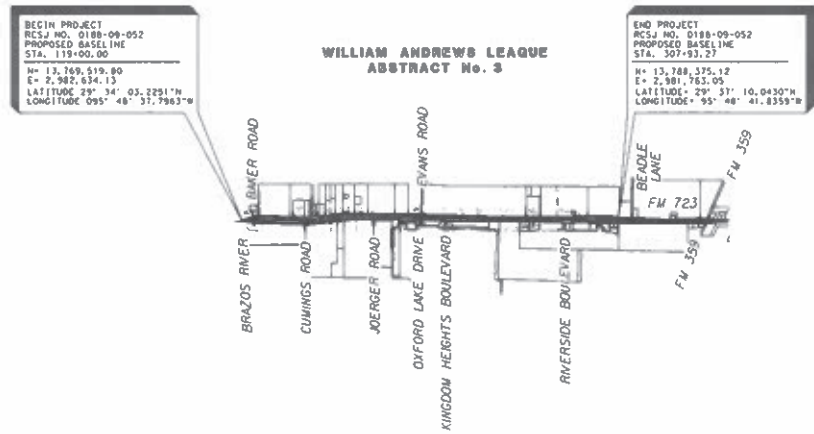 BEGIN PROJECT
RCSJ NO. 0188-09-052
PROPOSED BASELINE
STA. 119+00.00
N= 13,769,519.80
E= 2,982,634.13
LATITUDE 29° 34' 03.2251"N
LONGITUDE 095° 48' 37.7963"W
WILLIAM ANDREWS LEAGUE
ABSTRACT No. 3
END PROJECT
RCSJ NO. 0188-09-052
PROPOSED BASELINE
STA. 307+93.27
N= 13,788,375.12
E= 2,981,763.05
LATITUDE= 29° 37' 10.0430"N
LONGITUDE= 95° 48' 41.8359"W
BAKER ROAD
EVANS ROAD
BEADLE
LANE
FM 359
FM 723
BRAZOS RIVER
CUMINGS ROAD
JOERGER ROAD
OXFORD LAKE DRIVE
KINGDOM HEIGHTS BOULEVARD
RIVERSIDE BOULEVARD
FM 359